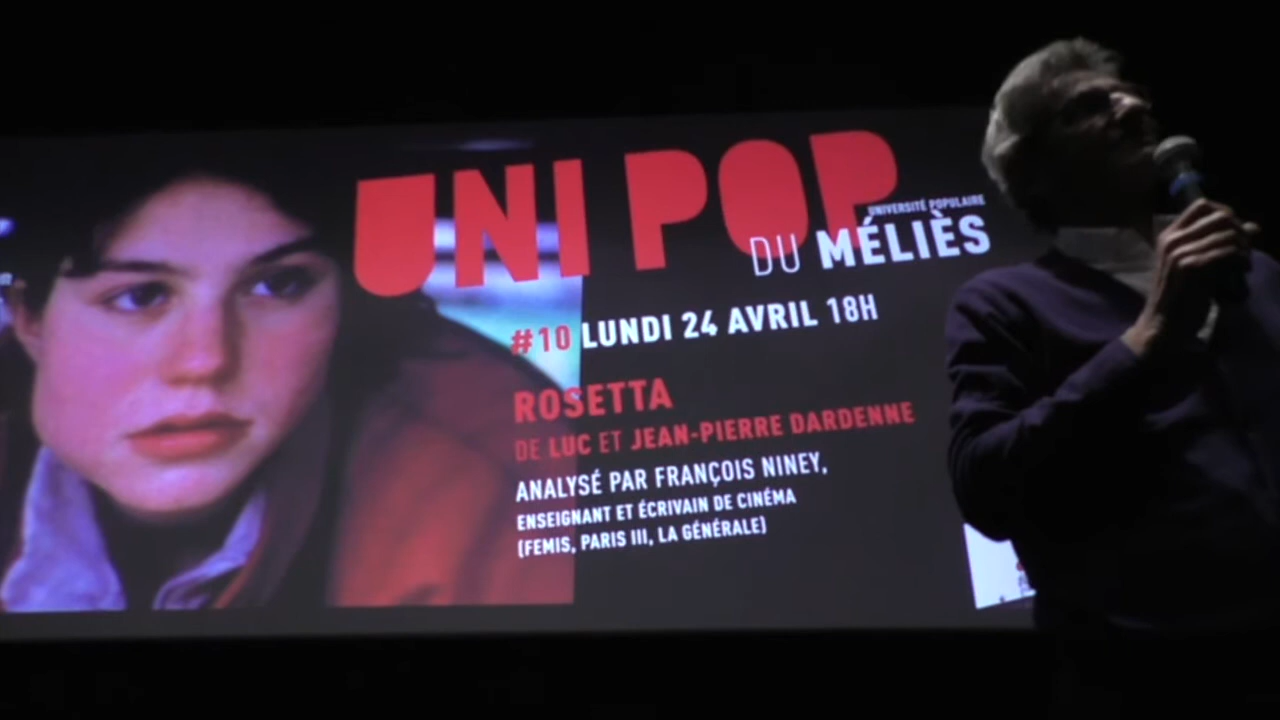 UNI POP
UNIVERSITÉ POPULAIRE
DU MÉLIÈS
#10 LUNDI 24 AVRIL 18H
ROSETTA
DE LUC ET JEAN-PIERRE DARDENNE
ANALYSÉ PAR FRANÇOIS NINEY,
ENSEIGNANT ET ÉCRIVAIN DE CINÉMA
(FEMIS, PARIS III, LA GÉNÉRALE)